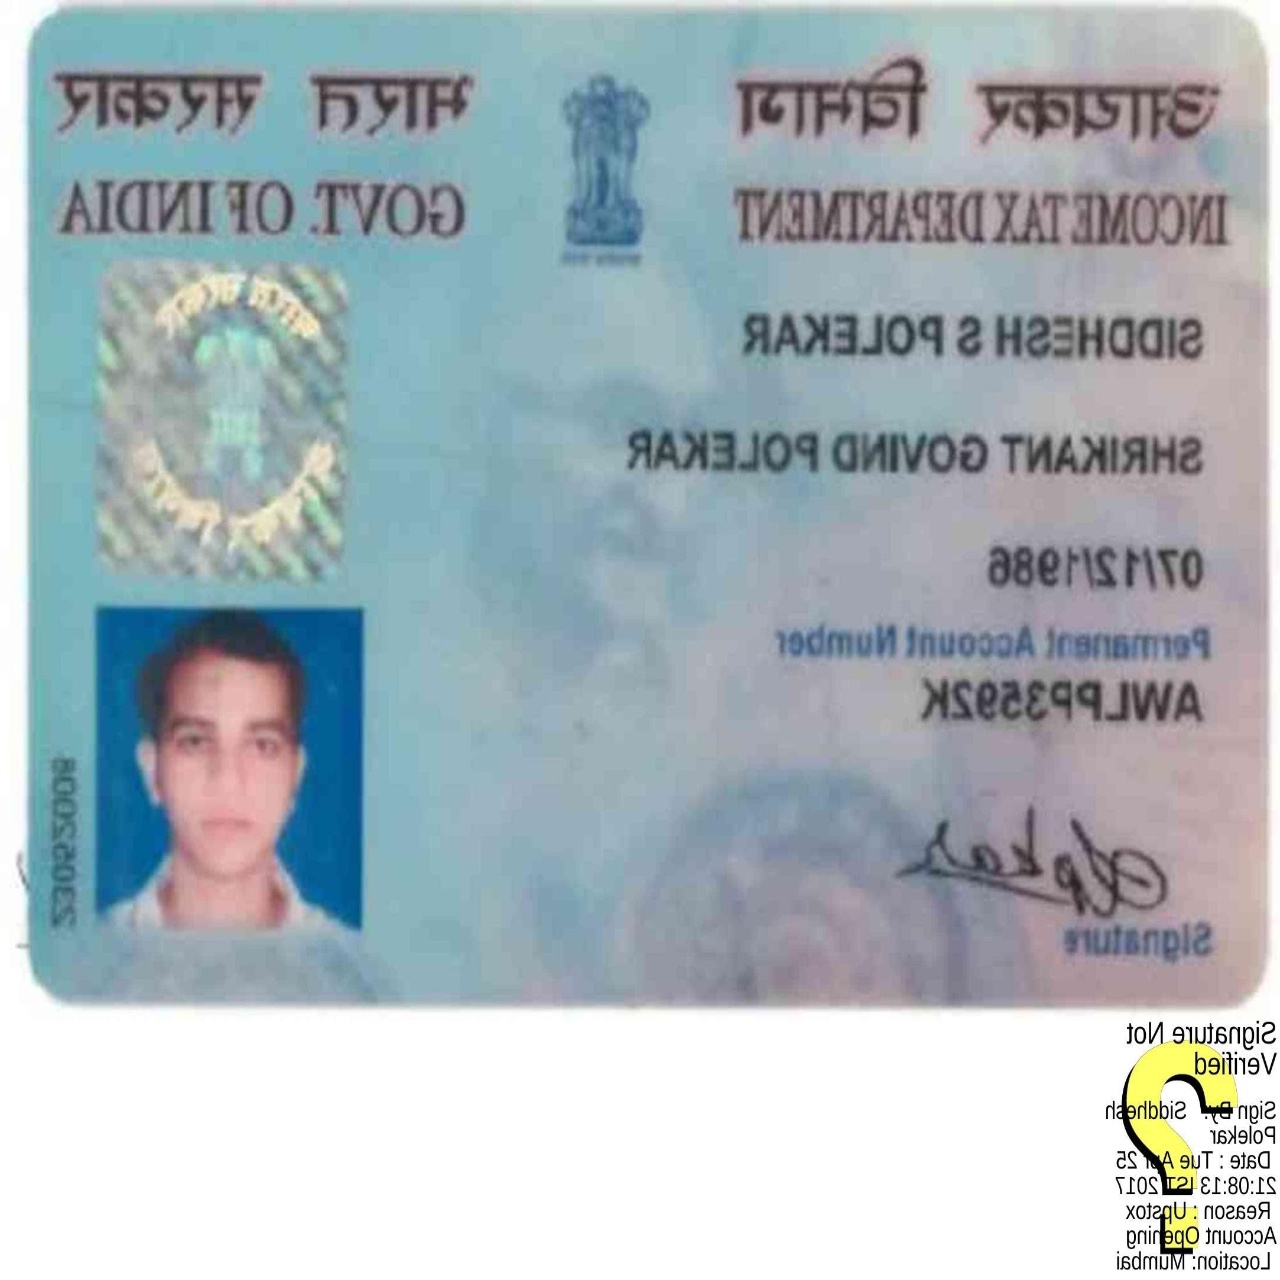 आयकर विभाग
INCOME TAX DEPARTMENT
भारत सरकार
GOVT. OF INDIA
SIDDHESH S POLEKAR
SHRIKANT GOVIND POLEKAR
07/12/1986
Permanent Account Number
AWLPP3592K
Signature
Signature Not
Verified
Sign By: Siddhesh
Polekar
Date : Tue Apr 25
21:08:13 IST 2017
Reason : Upstox
Account Opening
Location: Mumbai